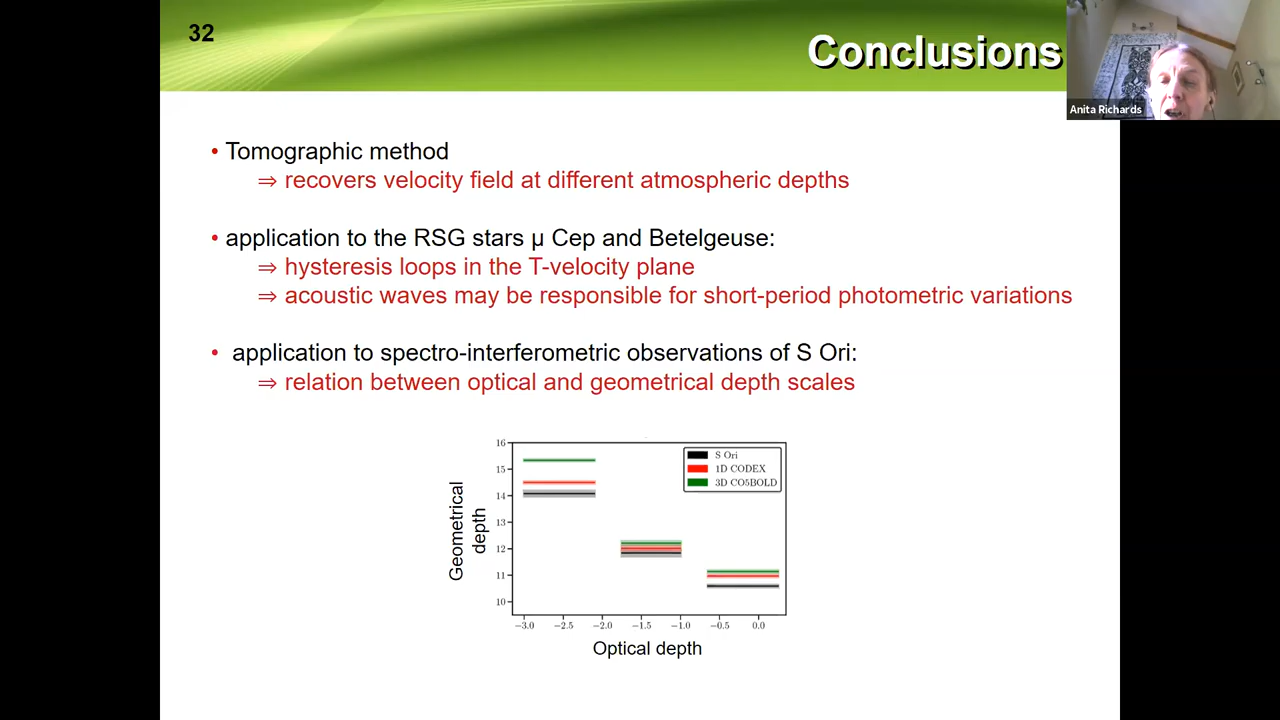 32
Conclusions
Anita Richards
• Tomographic method
⇒ recovers velocity field at different atmospheric depths
• application to the RSG stars μ Cep and Betelgeuse:
⇒ hysteresis loops in the T-velocity plane
⇒ acoustic waves may be responsible for short-period photometric variations
• application to spectro-interferometric observations of S Ori:
⇒ relation between optical and geometrical depth scales
16
15
14
13
12
11
10
Geometrical
depth
S Ori
1D CODEX
3D CO5BOLD
−3.0 −2.5 −2.0 −1.5 −1.0 −0.5 0.0
Optical depth